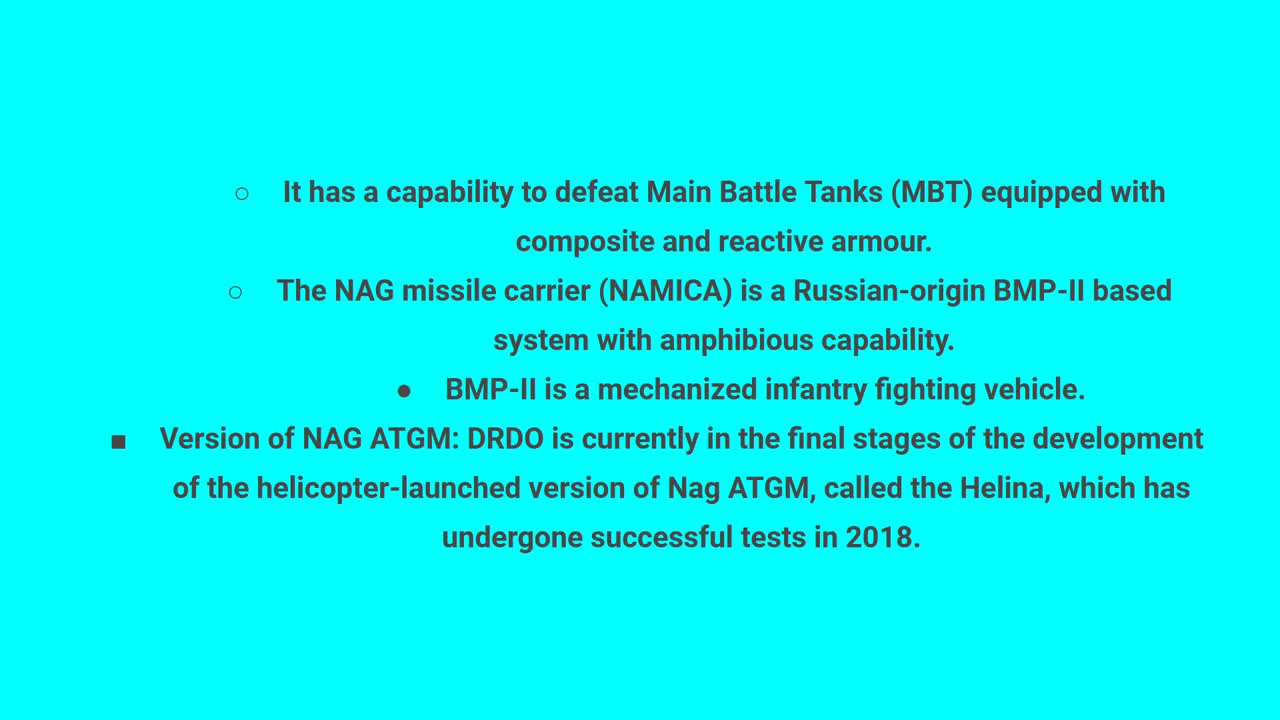 ○ It has a capability to defeat Main Battle Tanks (MBT) equipped with
composite and reactive armour.
○ The NAG missile carrier (NAMICA) is a Russian-origin BMP-II based
system with amphibious capability.
● BMP-II is a mechanized infantry fighting vehicle.
■ Version of NAG ATGM: DRDO is currently in the final stages of the development
of the helicopter-launched version of Nag ATGM, called the Helina, which has
undergone successful tests in 2018.